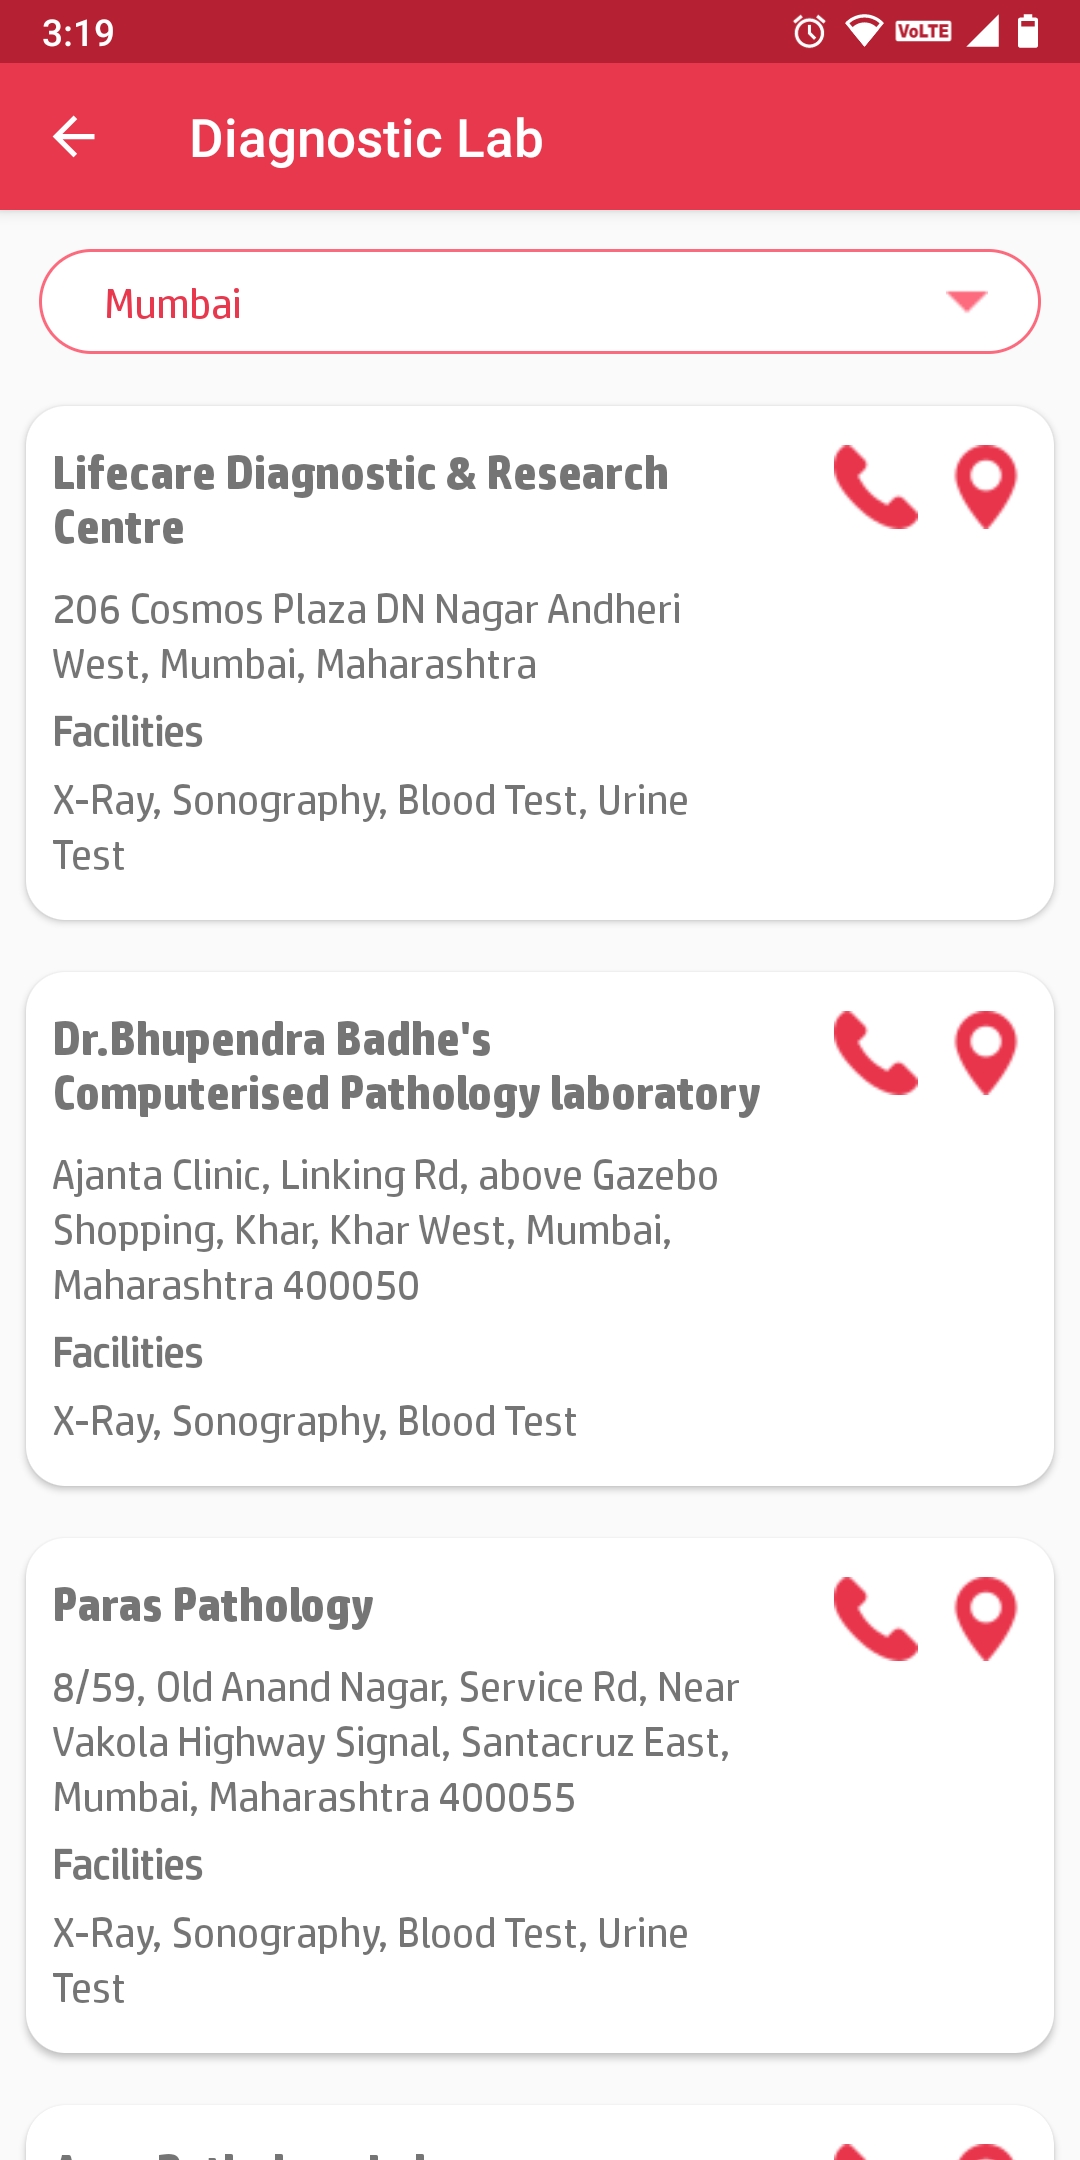 3:19
VoLTE
Diagnostic Lab
Mumbai
Lifecare Diagnostic & Research
Centre
206 Cosmos Plaza DN Nagar Andheri
West, Mumbai, Maharashtra
Facilities
X-Ray, Sonography, Blood Test, Urine
Test
Dr.Bhupendra Badhe's
Computerised Pathology laboratory
Ajanta Clinic, Linking Rd, above Gazebo
Shopping, Khar, Khar West, Mumbai,
Maharashtra 400050
Facilities
X-Ray, Sonography, Blood Test
Paras Pathology
8/59, Old Anand Nagar, Service Rd, Near
Vakola Highway Signal, Santacruz East,
Mumbai, Maharashtra 400055
Facilities
X-Ray, Sonography, Blood Test, Urine
Test